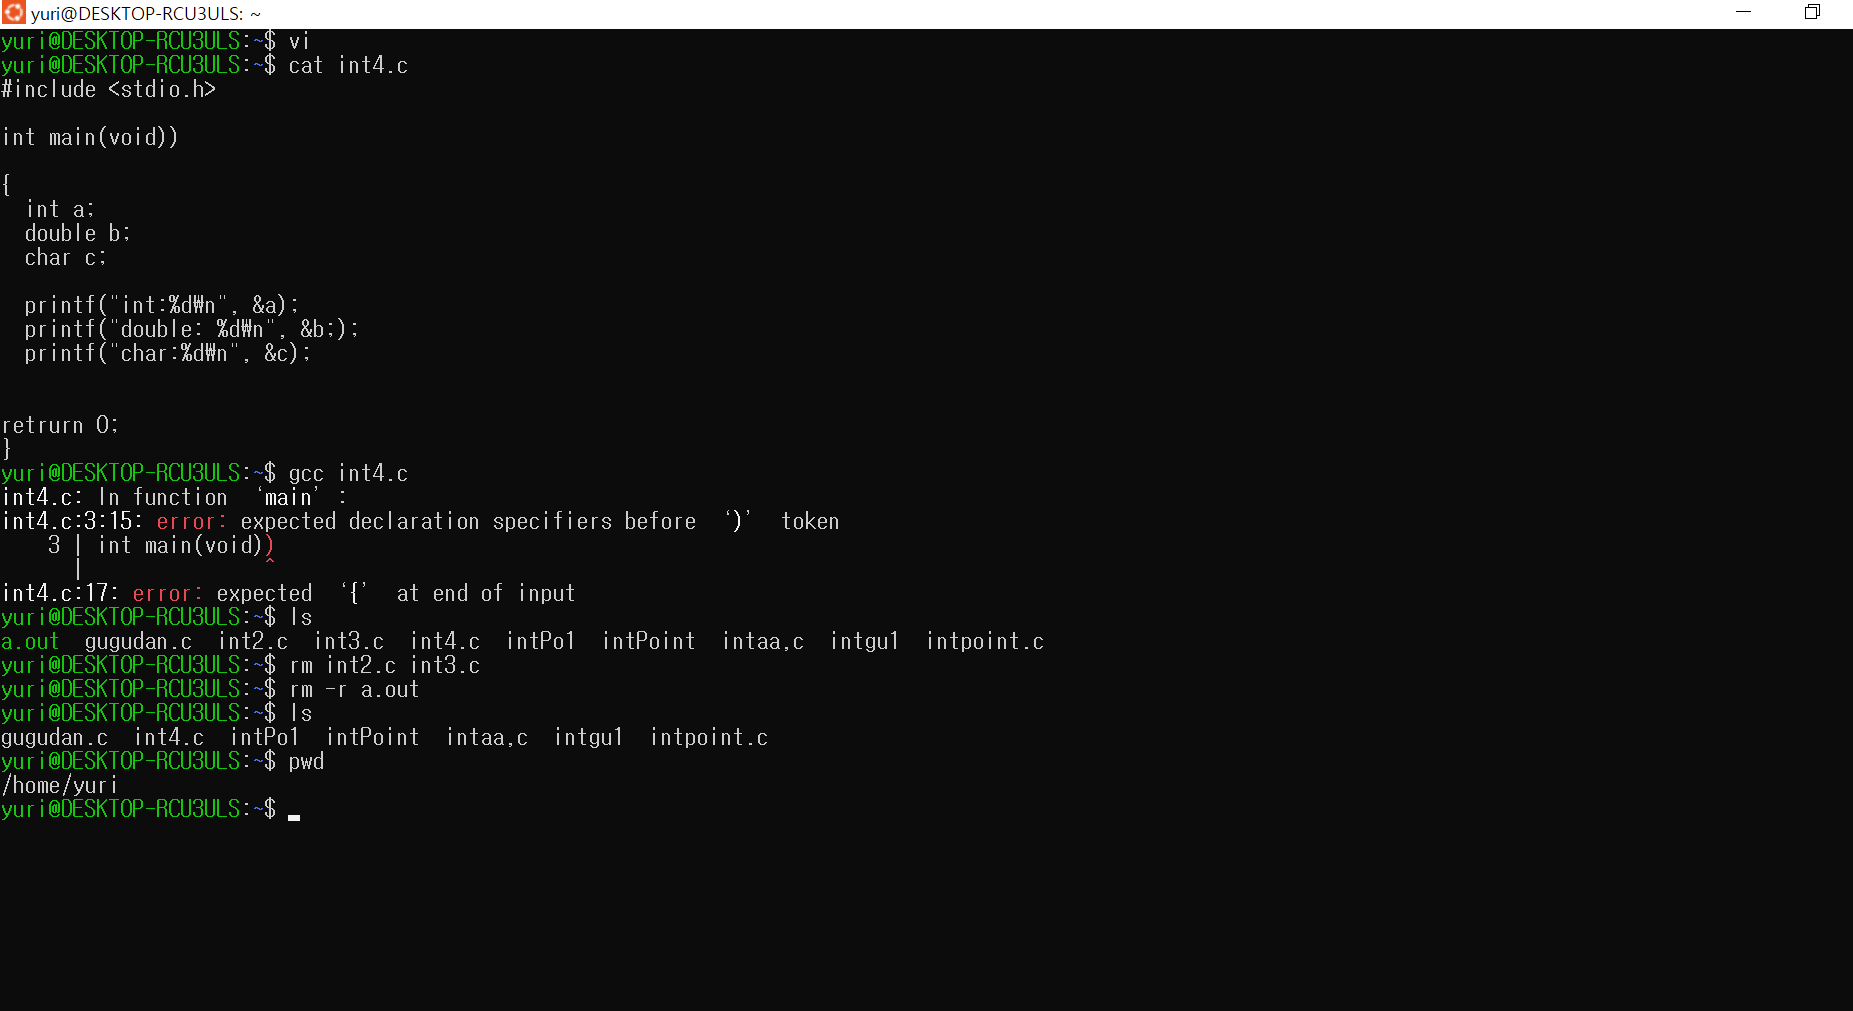 yuri@DESKTOP-RCU3ULS: ~
yuri@DESKTOP-RCU3ULS:~$ vi
yuri@DESKTOP-RCU3ULS:~$ cat int4.c
#include <stdio.h>
int main(void))
{
int a;
double b;
char c;
printf("int:%d₩n", &a);
printf("double: %d₩n", &b;);
printf("char:%d₩n", &c);
retrurn 0;
}
yuri@DESKTOP-RCU3ULS:~$ gcc int4.c
int4.c: In function ‘main’ :
int4.c:3:15: error: expected declaration specifiers before ‘)’ token
3 | int main(void))
| ^
int4.c:17: error: expected ‘{’ at end of input
yuri@DESKTOP-RCU3ULS:~$ ls
a.out gugudan.c int2.c int3.c int4.c intPo1 intPoint intaa,c intgu1 intpoint.c
yuri@DESKTOP-RCU3ULS:~$ rm int2.c int3.c
yuri@DESKTOP-RCU3ULS:~$ rm -r a.out
yuri@DESKTOP-RCU3ULS:~$ ls
gugudan.c int4.c intPo1 intPoint intaa,c intgu1 intpoint.c
yuri@DESKTOP-RCU3ULS:~$ pwd
/home/yuri
yuri@DESKTOP-RCU3ULS:~$